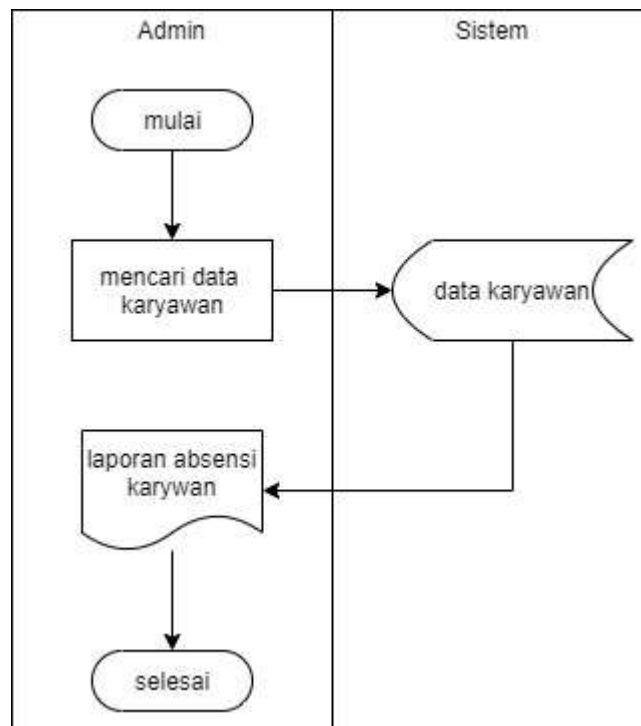 Admin
Sistem
mulai
mencari data
karyawan
data karyawan
laporan absensi
karywan
selesai